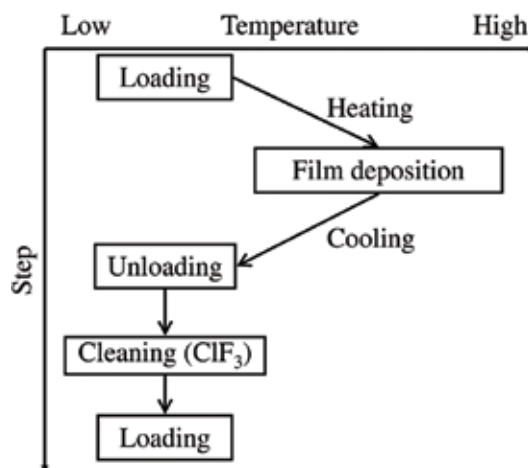 Low Temperature High
Loading
Heating
Film deposition
Cooling
Unloading
Step
Cleaning (ClF₃)
Loading